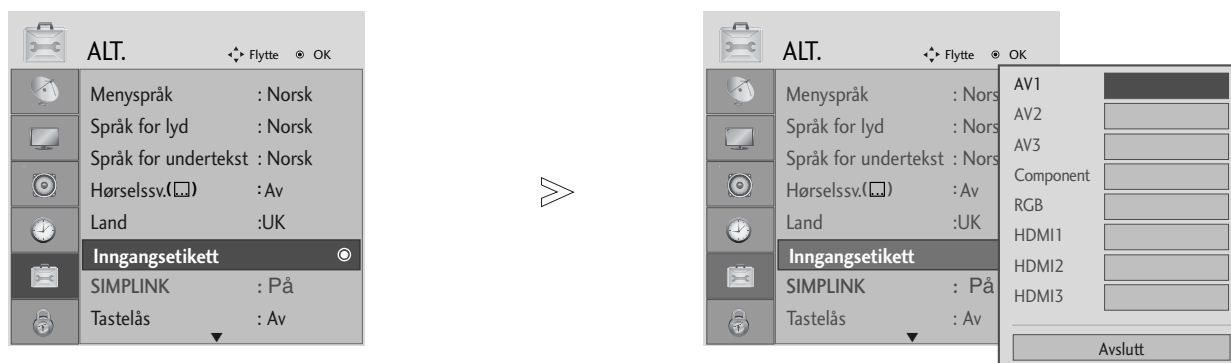 ALT. Flytte OK
Menyspråk : Norsk
Språk for lyd : Norsk
Språk for undertekst : Norsk
Hørselssv.( ) : Av
Land :UK
Inngangsetikett
SIMPLINK : På
Tastelås : Av
ALT. Flytte OK
Menyspråk : Nors
Språk for lyd : Nors
Språk for undertekst : Nors
Hørselssv.( ) : Av
Land :UK
Inngangsetikett
SIMPLINK : På
Tastelås : Av
AV1
AV2
AV3
Component
RGB
HDMI1
HDMI2
HDMI3
Avslutt